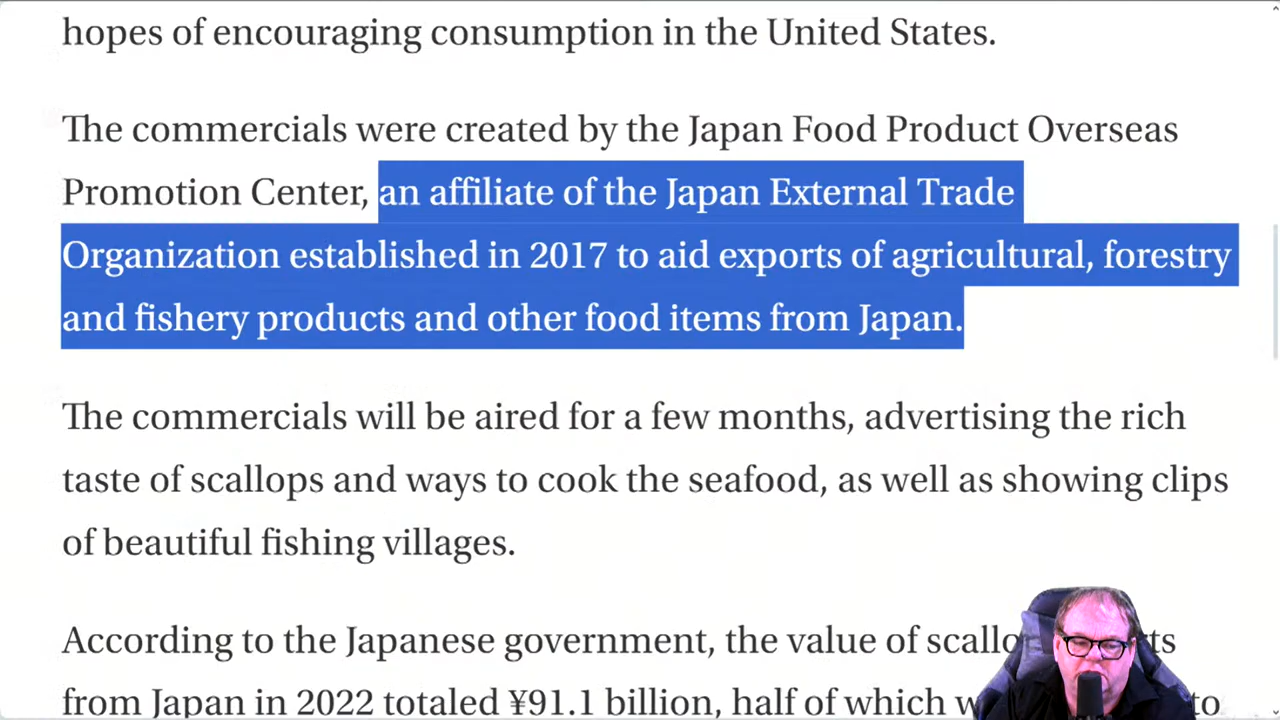 hopes of encouraging consumption in the United States.
The commercials were created by the Japan Food Product Overseas
Promotion Center, an affiliate of the Japan External Trade
Organization established in 2017 to aid exports of agricultural, forestry
and fishery products and other food items from Japan.
The commercials will be aired for a few months, advertising the rich
taste of scallops and ways to cook the seafood, as well as showing clips
of beautiful fishing villages.
According to the Japanese government, the value of
from Japan in 2022 totaled ¥91.1 billion, half of which to